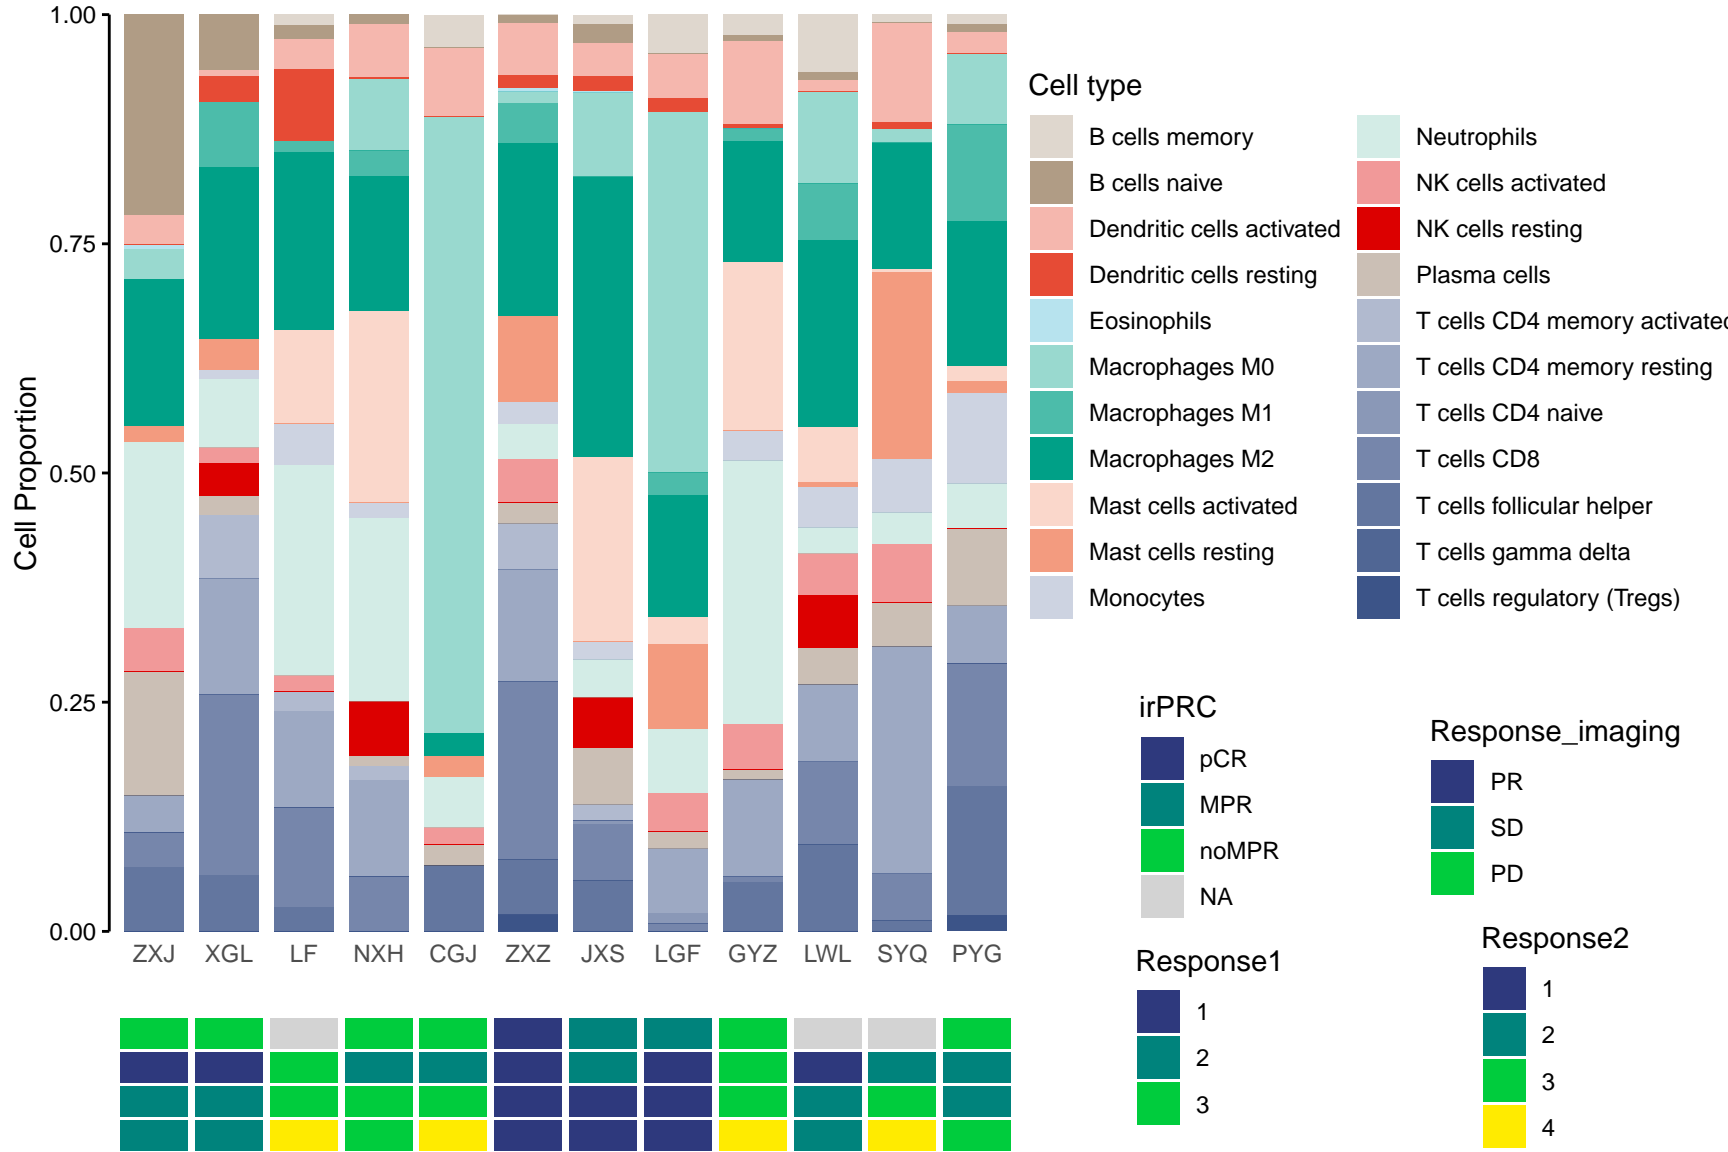 1.00
0.75
0.50
0.25
0.00
Cell Proportion
ZXJ XGL LF NXH CGJ ZXZ JXS LGF GYZ LWL SYQ PYG
Cell type
B cells memory
B cells naive
Dendritic cells activated
Dendritic cells resting
Eosinophils
Macrophages M0
Macrophages M1
Macrophages M2
Mast cells activated
Mast cells resting
Monocytes
Neutrophils
NK cells activated
NK cells resting
Plasma cells
T cells CD4 memory activated
T cells CD4 memory resting
T cells CD4 naive
T cells CD8
T cells follicular helper
T cells gamma delta
T cells regulatory (Tregs)
irPRC
pCR
MPR
noMPR
NA
Response_imaging
PR
SD
PD
Response1
1
2
3
Response2
1
2
3
4